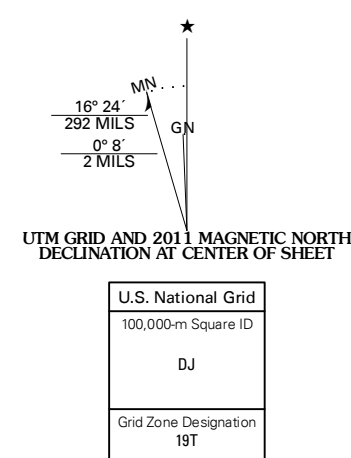 ★
MN
16° 24´
292 MILS
GN
0° 8´
2 MILS
UTM GRID AND 2011 MAGNETIC NORTH
DECLINATION AT CENTER OF SHEET
U.S. National Grid
100,000-m Square ID
DJ
Grid Zone Designation
19T